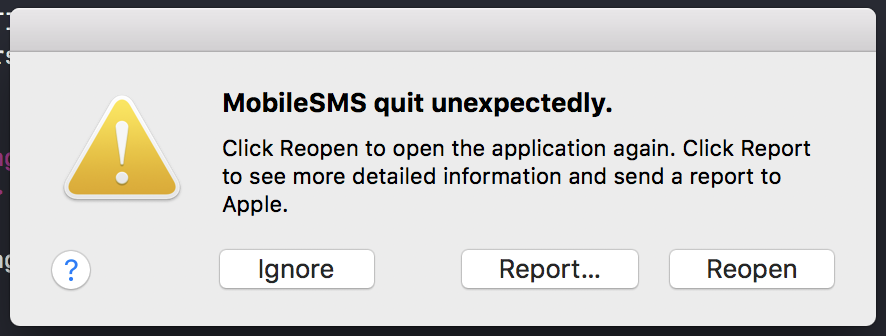 MobileSMS quit unexpectedly.
Click Reopen to open the application again. Click Report
to see more detailed information and send a report to
Apple.
?
Ignore
Report...
Reopen